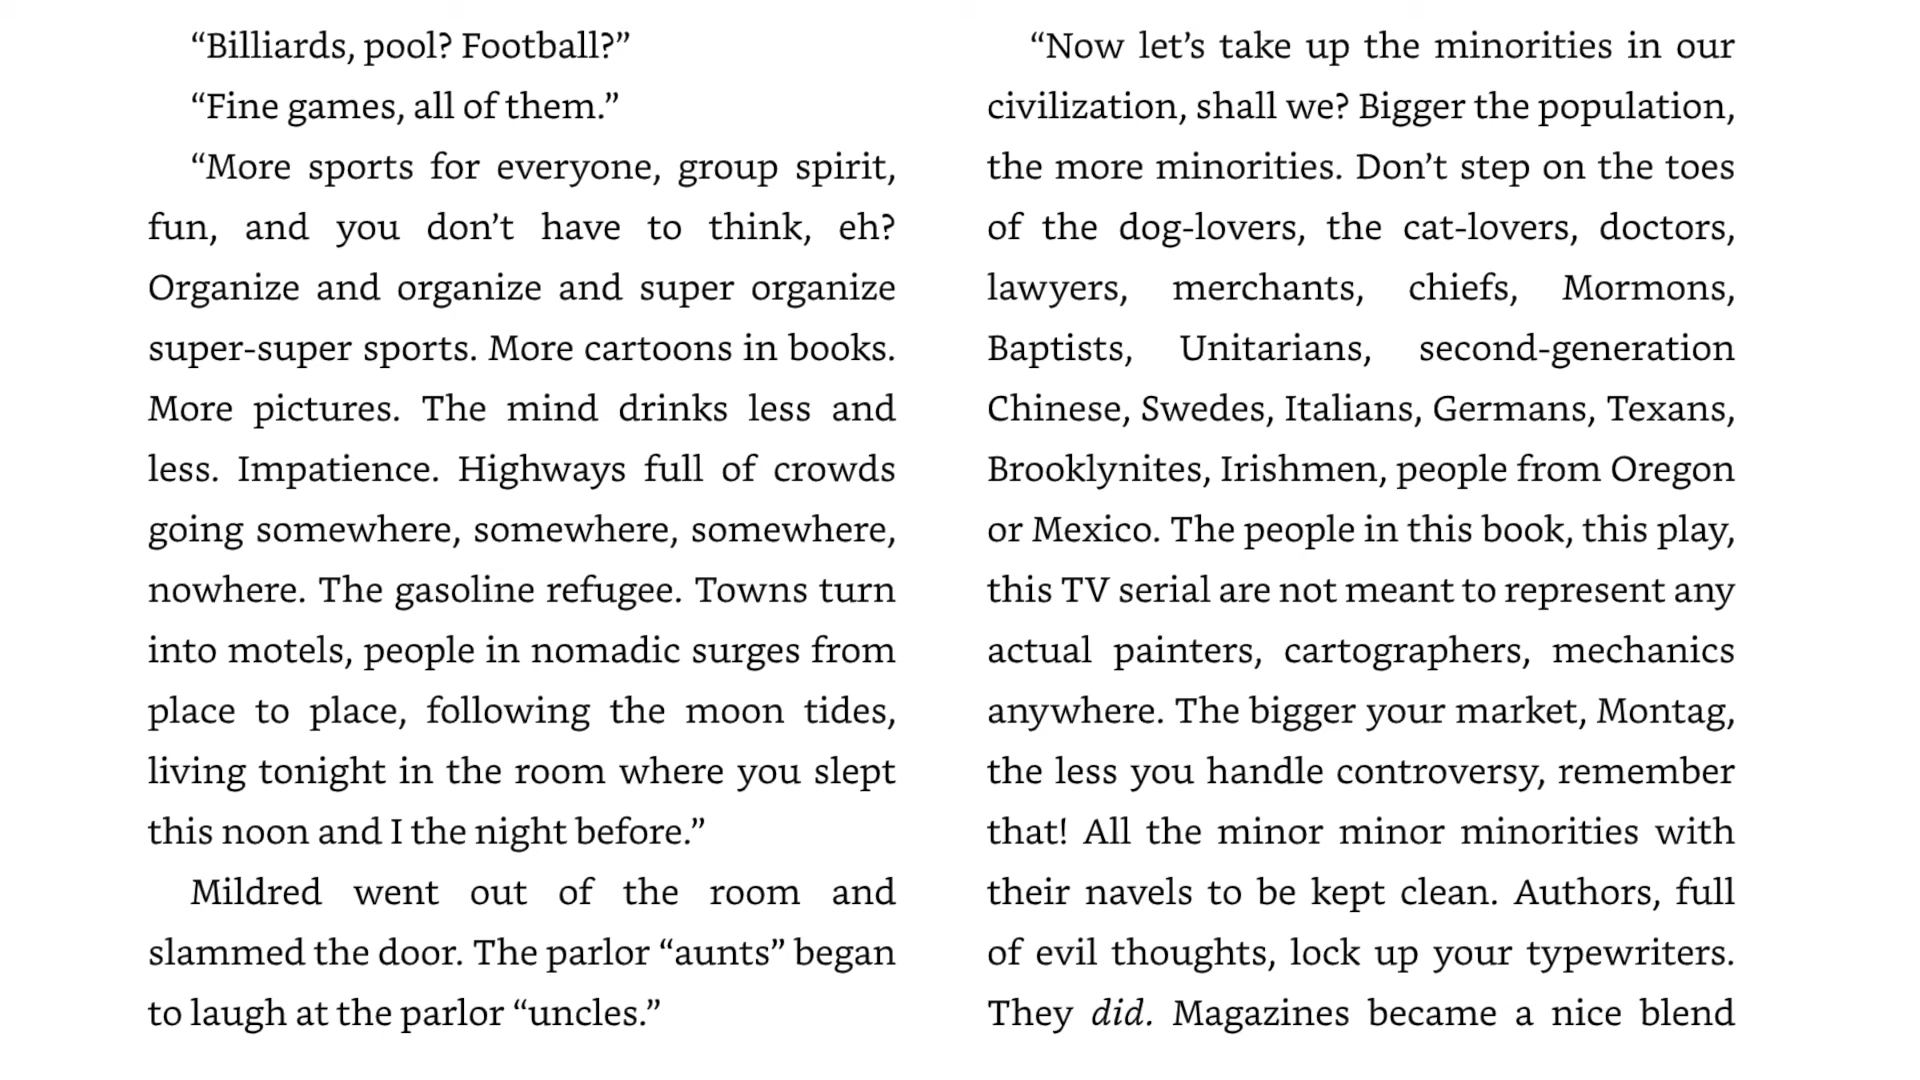 “Billiards, pool? Football?”
“Fine games, all of them.”
“More sports for everyone, group spirit,
fun, and you don’t have to think, eh?
Organize and organize and super organize
super-super sports. More cartoons in books.
More pictures. The mind drinks less and
less. Impatience. Highways full of crowds
going somewhere, somewhere, somewhere,
nowhere. The gasoline refugee. Towns turn
into motels, people in nomadic surges from
place to place, following the moon tides,
living tonight in the room where you slept
this noon and I the night before.”
Mildred went out of the room and
slammed the door. The parlor “aunts” began
to laugh at the parlor “uncles.”
“Now let’s take up the minorities in our
civilization, shall we? Bigger the population,
the more minorities. Don’t step on the toes
of the dog-lovers, the cat-lovers, doctors,
lawyers, merchants, chiefs, Mormons,
Baptists, Unitarians, second-generation
Chinese, Swedes, Italians, Germans, Texans,
Brooklynites, Irishmen, people from Oregon
or Mexico. The people in this book, this play,
this TV serial are not meant to represent any
actual painters, cartographers, mechanics
anywhere. The bigger your market, Montag,
the less you handle controversy, remember
that! All the minor minor minorities with
their navels to be kept clean. Authors, full
of evil thoughts, lock up your typewriters.
They did. Magazines became a nice blend